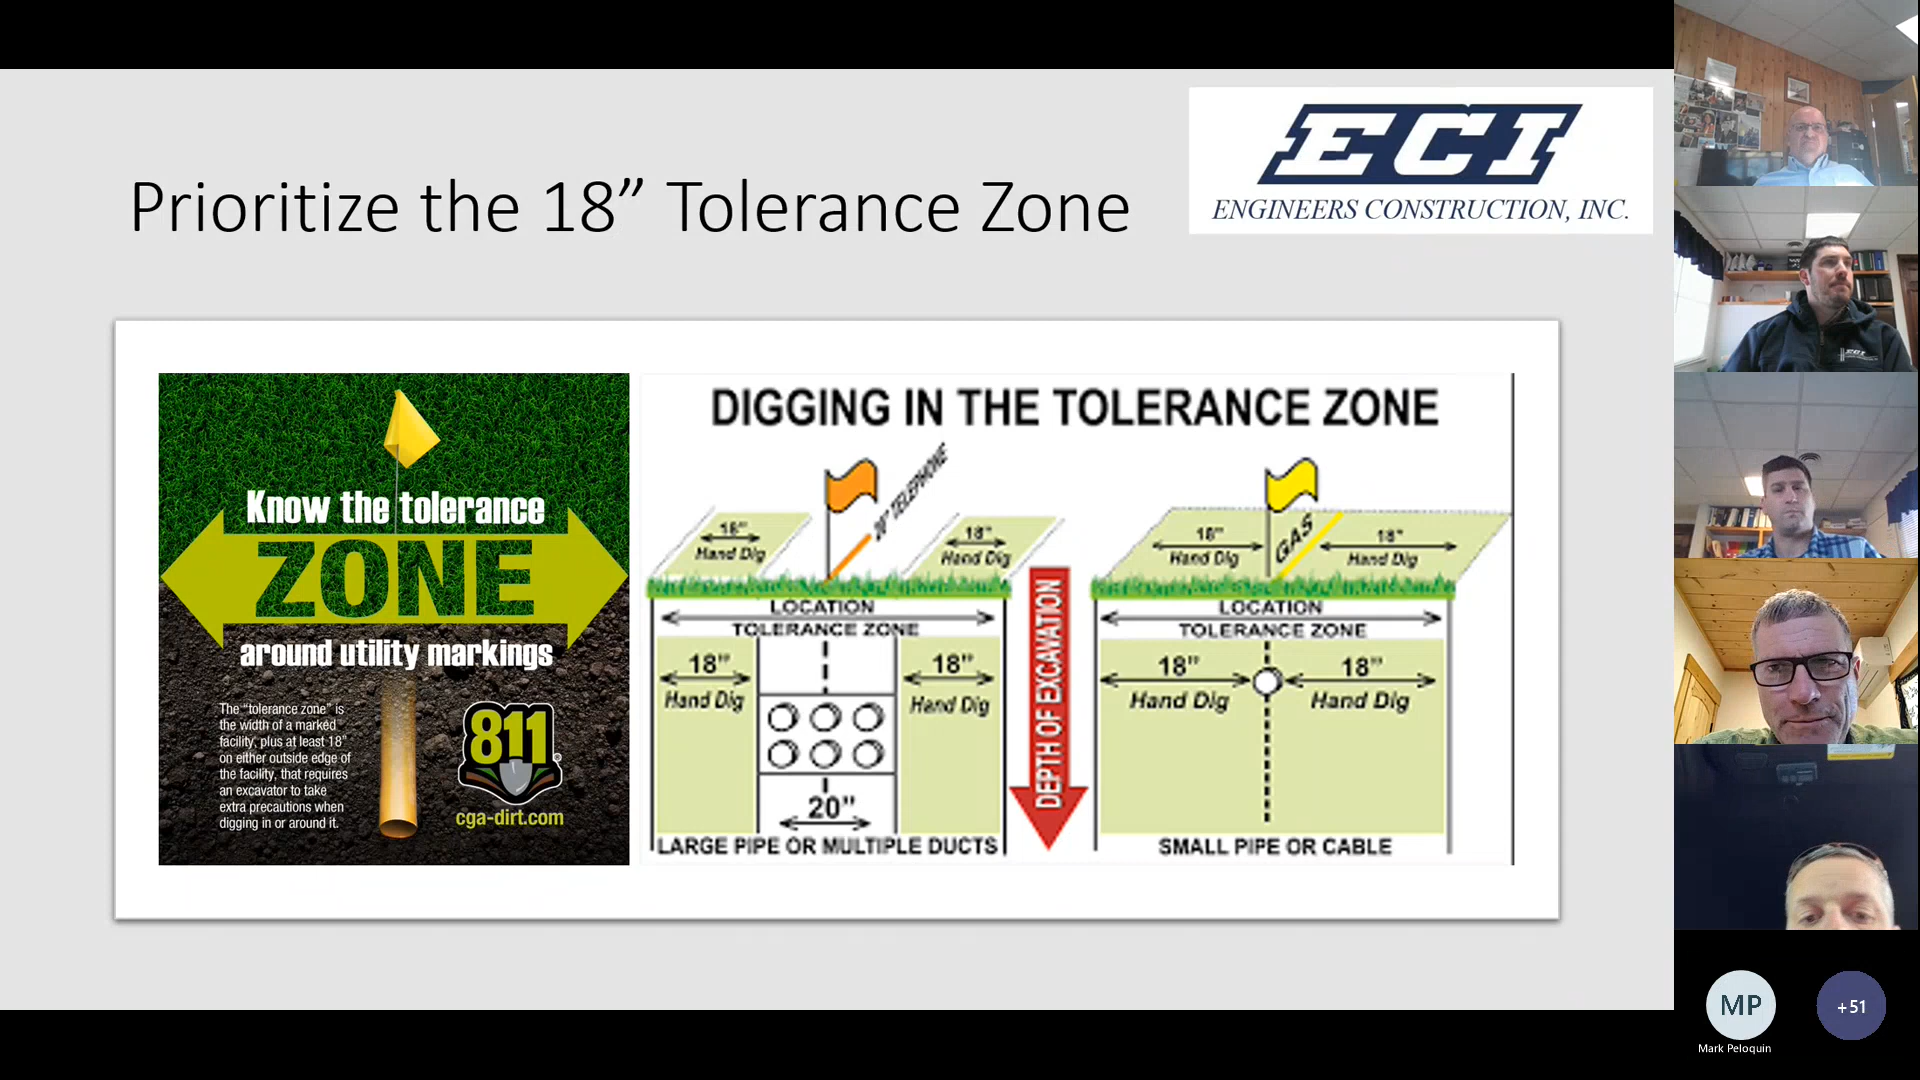 Prioritize the 18” Tolerance Zone
ECI
ENGINEERS CONSTRUCTION, INC.
Know the tolerance
ZONE
around utility markings
The “tolerance zone” is
the width of a marked
facility, plus at least 18"
on either outside edge of
the facility, that requires
an excavator to take
extra precautions when
digging in or around it.
811
cga-dirt.com
DIGGING IN THE TOLERANCE ZONE
18"
Hand Dig
20" TELEPHONE
18"
Hand Dig
LOCATION
TOLERANCE ZONE
18"
Hand Dig
18"
Hand Dig
20"
LARGE PIPE OR MULTIPLE DUCTS
DEPTH OF EXCAVATION
18"
Hand Dig
GAS
18"
Hand Dig
LOCATION
TOLERANCE ZONE
18"
Hand Dig
18"
Hand Dig
SMALL PIPE OR CABLE
ECI
MP
+51
Mark Peloquin